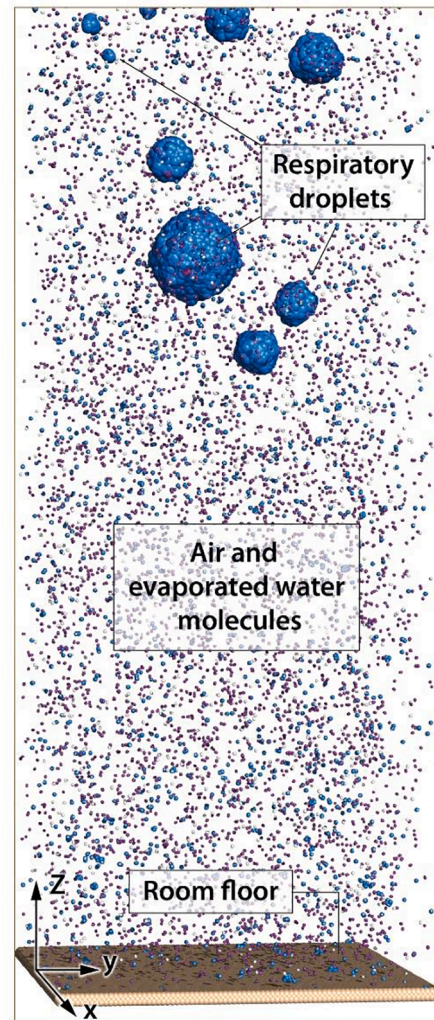 Respiratory
droplets
Air and
evaporated water
molecules
Room floor
Z
y
x